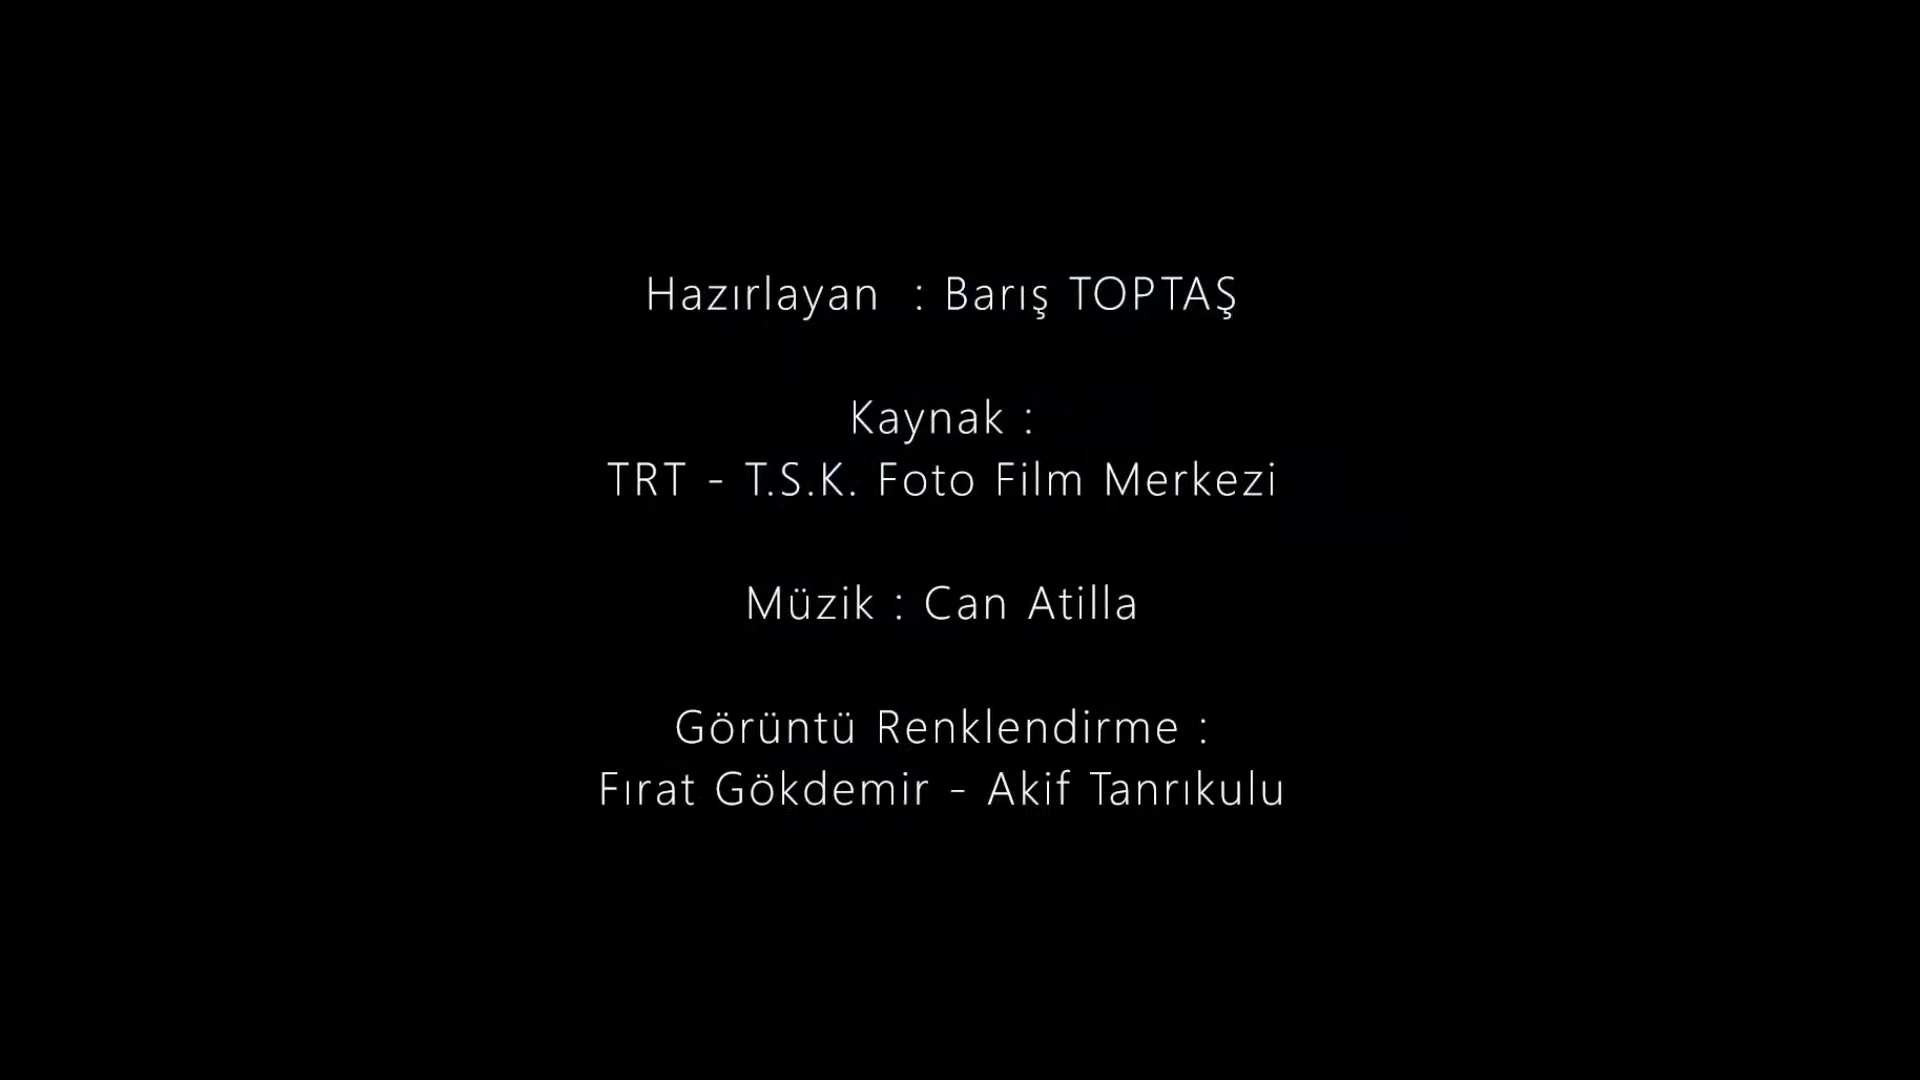 Hazırlayan : Barış TOPTAŞ
Kaynak :
TRT - T.S.K. Foto Film Merkezi
Müzik : Can Atilla
Görüntü Renklendirme :
Fırat Gökdemir - Akif Tanrıkulu